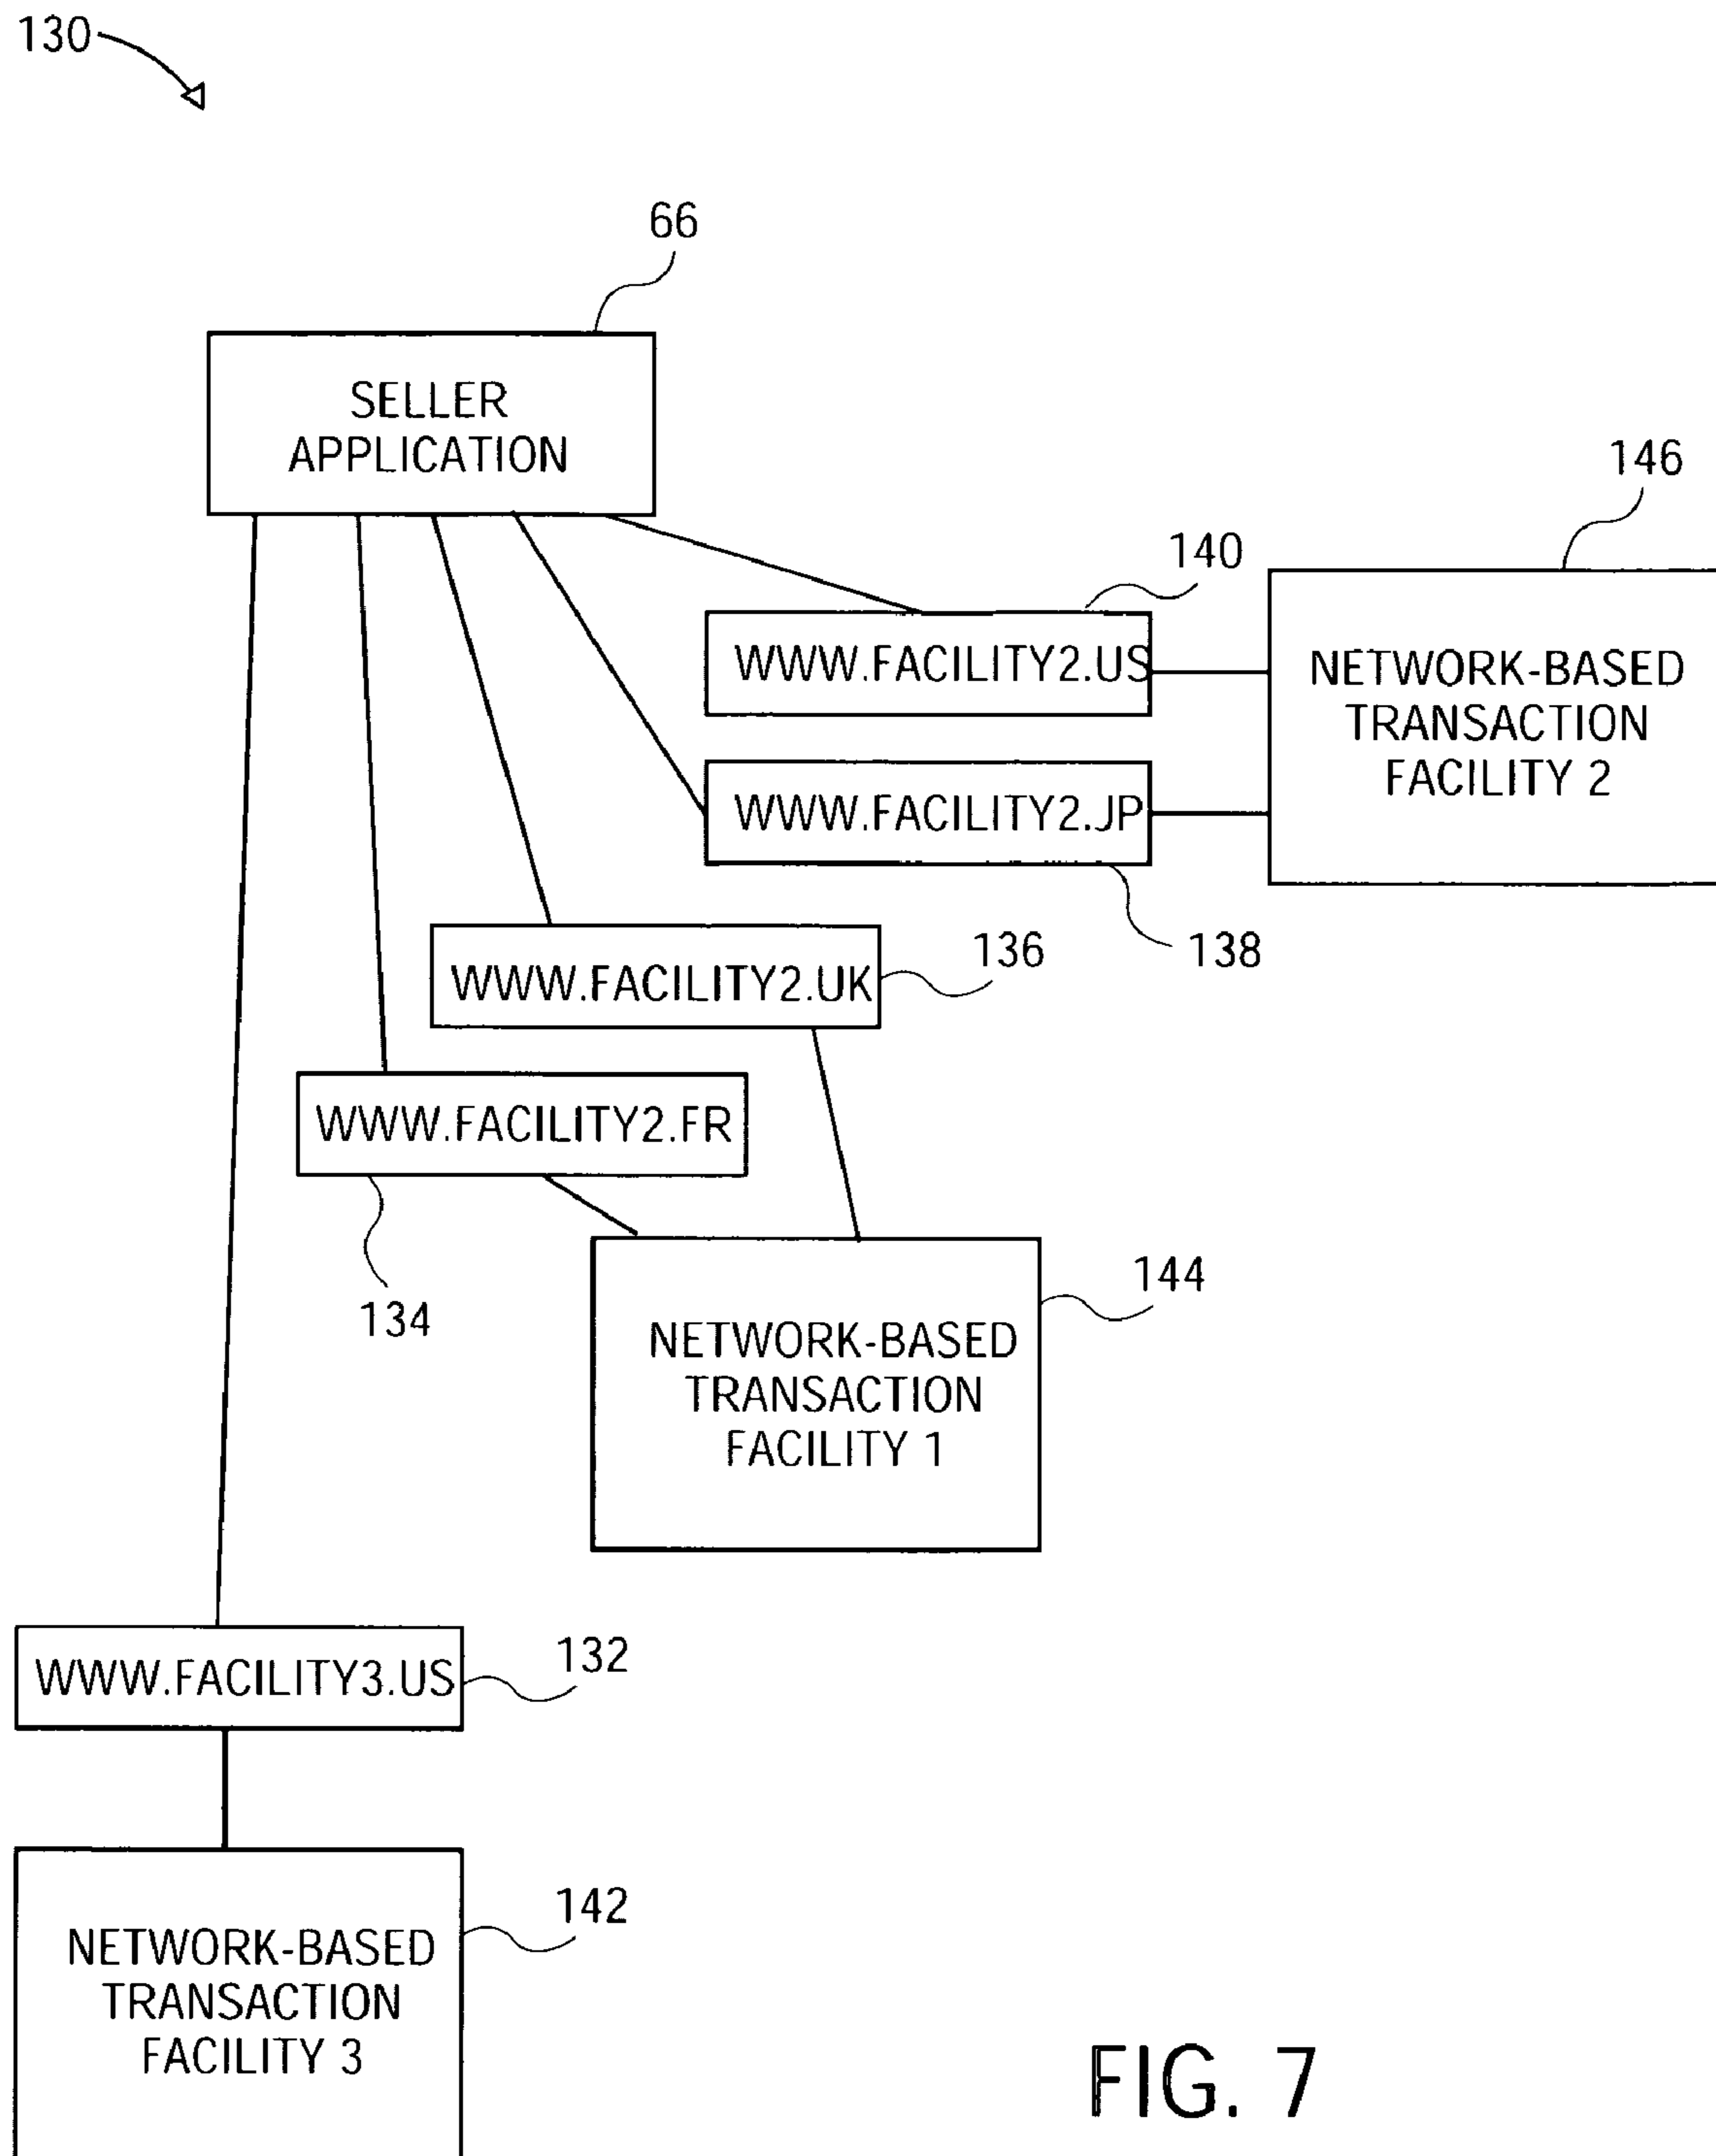 130
66
SELLER
APPLICATION
146
140
WWW.FACILITY2.US
NETWORK-BASED
TRANSACTION
FACILITY 2
WWW.FACILITY2.JP
138
136
WWW.FACILITY2.UK
WWW.FACILITY2.FR
134
144
NETWORK-BASED
TRANSACTION
FACILITY 1
132
WWW.FACILITY3.US
142
NETWORK-BASED
TRANSACTION
FACILITY 3
FIG. 7